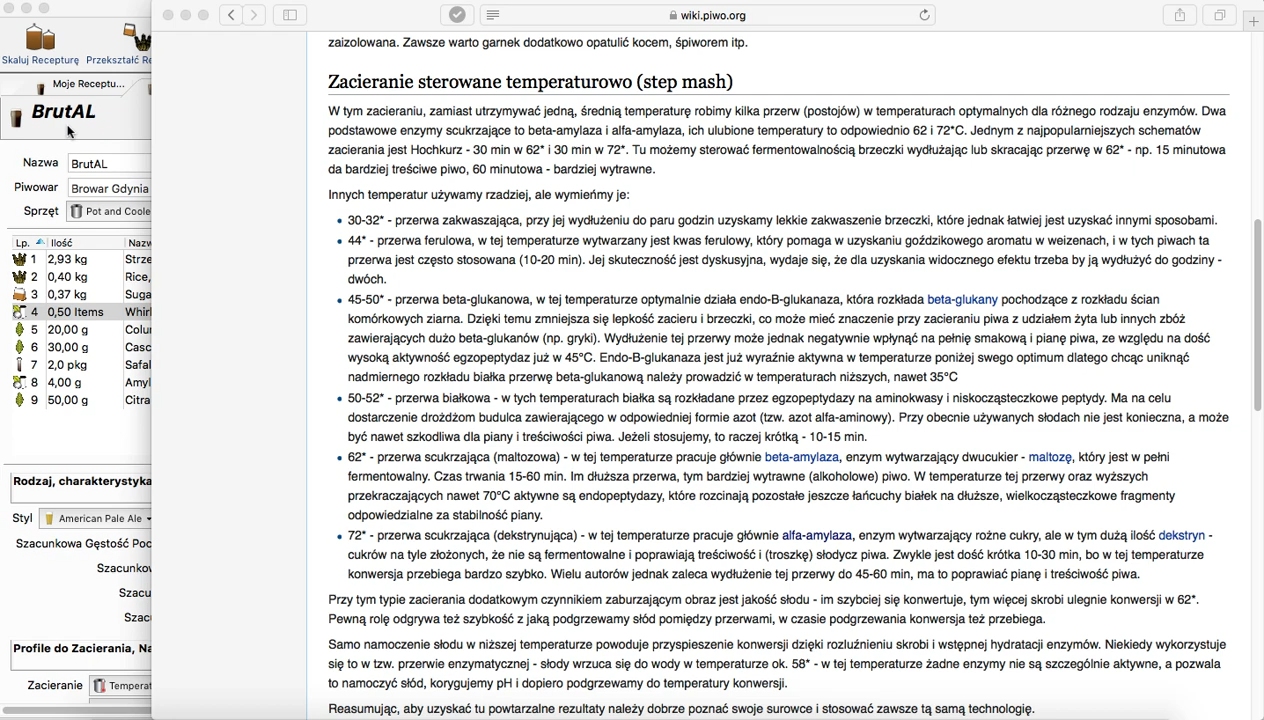 wiki.piwo.org
Skaluj Recepturę Przekształć Re
Moje Receptu...
BrutAL
Nazwa BrutAL
Piwowar Browar Gdynia
Sprzęt Pot and Coole
Lp. Ilość Nazw
1 2,93 kg Strze
2 0,40 kg Rice,
3 0,37 kg Suga
4 0,50 Items Whirl
5 20,00 g Colu
6 30,00 g Casc
7 2,0 pkg Safal
8 4,00 g Amyl
9 50,00 g Citra
Rodzaj, charakterystyka
Styl American Pale Ale
Szacunkowa Gęstość Poc
Szacunkow
Szacu
Szacu
Profile do Zacierania, Na
Zacieranie Temperat
zaizolowana. Zawsze warto garnek dodatkowo opatulić kocem, śpiworem itp.
Zacieranie sterowane temperaturowo (step mash)
W tym zacieraniu, zamiast utrzymywać jedną, średnią temperaturę robimy kilka przerw (postojów) w temperaturach optymalnych dla różnego rodzaju enzymów. Dwa
podstawowe enzymy scukrzające to beta-amylaza i alfa-amylaza, ich ulubione temperatury to odpowiednio 62 i 72*C. Jednym z najpopularniejszych schematów
zacierania jest Hochkurz - 30 min w 62* i 30 min w 72*. Tu możemy sterować fermentowalnością brzeczki wydłużając lub skracając przerwę w 62* - np. 15 minutowa
da bardziej treściwe piwo, 60 minutowa - bardziej wytrawne.
Innych temperatur używamy rzadziej, ale wymieńmy je:
• 30-32* - przerwa zakwaszająca, przy jej wydłużeniu do paru godzin uzyskamy lekkie zakwaszenie brzeczki, które jednak łatwiej jest uzyskać innymi sposobami.
• 44* - przerwa ferulowa, w tej temperaturze wytwarzany jest kwas ferulowy, który pomaga w uzyskaniu goździkowego aromatu w weizenach, i w tych piwach ta
przerwa jest często stosowana (10-20 min). Jej skuteczność jest dyskusyjna, wydaje się, że dla uzyskania widocznego efektu trzeba by ją wydłużyć do godziny -
dwóch.
• 45-50* - przerwa beta-glukanowa, w tej temperaturze optymalnie działa endo-B-glukanaza, która rozkłada beta-glukany pochodzące z rozkładu ścian
komórkowych ziarna. Dzięki temu zmniejsza się lepkość zacieru i brzeczki, co może mieć znaczenie przy zacieraniu piwa z udziałem żyta lub innych zbóż
zawierających dużo beta-glukanów (np. gryki). Wydłużenie tej przerwy może jednak negatywnie wpłynąć na pełnię smakową i pianę piwa, ze względu na dość
wysoką aktywność egzopeptydaz już w 45°C. Endo-B-glukanaza jest już wyraźnie aktywna w temperaturze poniżej swego optimum dlatego chcąc uniknąć
nadmiernego rozkładu białka przerwę beta-glukanową należy prowadzić w temperaturach niższych, nawet 35°C
• 50-52* - przerwa białkowa - w tych temperaturach białka są rozkładane przez egzopeptydazy na aminokwasy i niskocząsteczkowe peptydy. Ma na celu
dostarczenie drożdżom budulca zawierającego w odpowiedniej formie azot (tzw. azot alfa-aminowy). Przy obecnie używanych słodach nie jest konieczna, a może
być nawet szkodliwa dla piany i treściwości piwa. Jeżeli stosujemy, to raczej krótką - 10-15 min.
• 62* - przerwa scukrzająca (maltozowa) - w tej temperaturze pracuje głównie beta-amylaza, enzym wytwarzający dwucukier - maltozę, który jest w pełni
fermentowalny. Czas trwania 15-60 min. Im dłuższa przerwa, tym bardziej wytrawne (alkoholowe) piwo. W temperaturze tej przerwy oraz wyższych
przekraczających nawet 70°C aktywne są endopeptydazy, które rozcinają pozostałe jeszcze łańcuchy białek na dłuższe, wielkocząsteczkowe fragmenty
odpowiedzialne za stabilność piany.
• 72* - przerwa scukrzająca (dekstrynująca) - w tej temperaturze pracuje głównie alfa-amylaza, enzym wytwarzający rożne cukry, ale w tym dużą ilość dekstryn -
cukrów na tyle złożonych, że nie są fermentowalne i poprawiają treściwość i (troszkę) słodycz piwa. Zwykle jest dość krótka 10-30 min, bo w tej temperaturze
konwersja przebiega bardzo szybko. Wielu autorów jednak zaleca wydłużenie tej przerwy do 45-60 min, ma to poprawiać pianę i treściwość piwa.
Przy tym typie zacierania dodatkowym czynnikiem zaburzającym obraz jest jakość słodu - im szybciej się konwertuje, tym więcej skrobi ulegnie konwersji w 62*.
Pewną rolę odgrywa też szybkość z jaką podgrzewamy słód pomiędzy przerwami, w czasie podgrzewania konwersja też przebiega.
Samo namoczenie słodu w niższej temperaturze powoduje przyspieszenie konwersji dzięki rozluźnieniu skrobi i wstępnej hydratacji enzymów. Niekiedy wykorzystuje
się to w tzw. przerwie enzymatycznej - słody wrzuca się do wody w temperaturze ok. 58* - w tej temperaturze żadne enzymy nie są szczególnie aktywne, a pozwala
to namoczyć słód, korygujemy pH i dopiero podgrzewamy do temperatury konwersji.
Reasumując, aby uzyskać tu powtarzalne rezultaty należy dobrze poznać swoje surowce i stosować zawsze tą samą technologię.